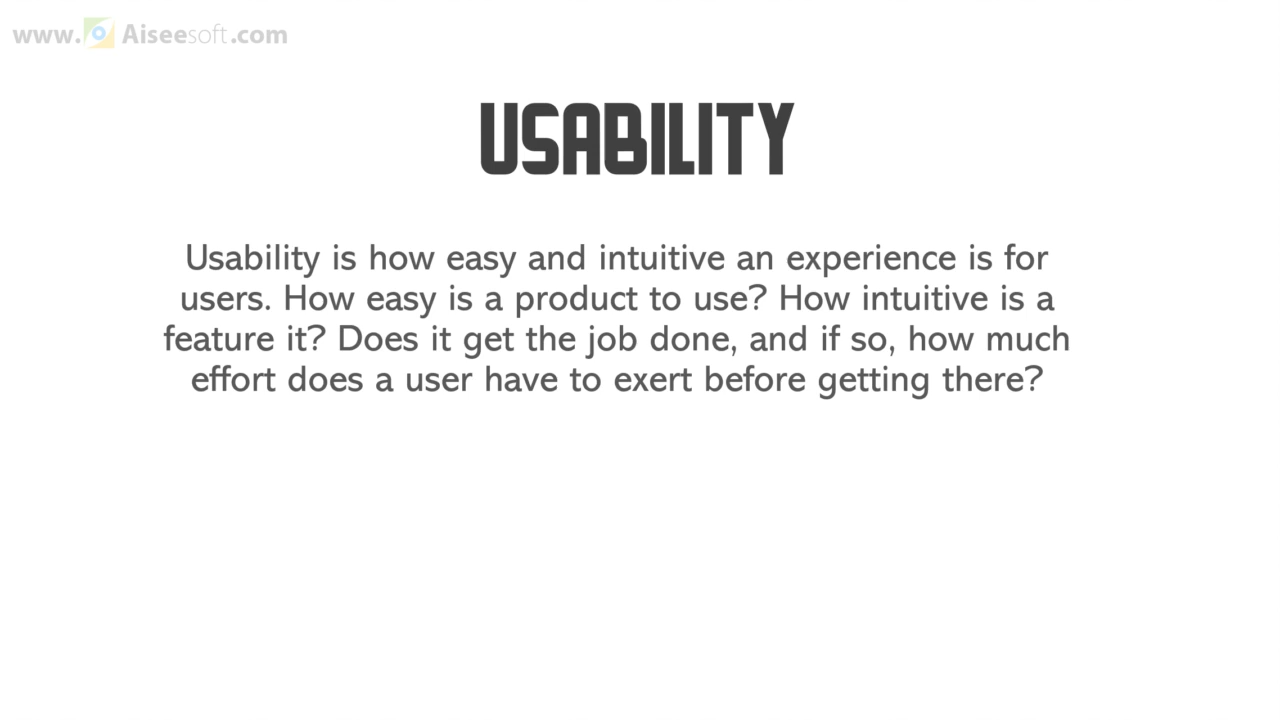 www.Aiseesoft.com
USABILITY
Usability is how easy and intuitive an experience is for
users. How easy is a product to use? How intuitive is a
feature it? Does it get the job done, and if so, how much
effort does a user have to exert before getting there?